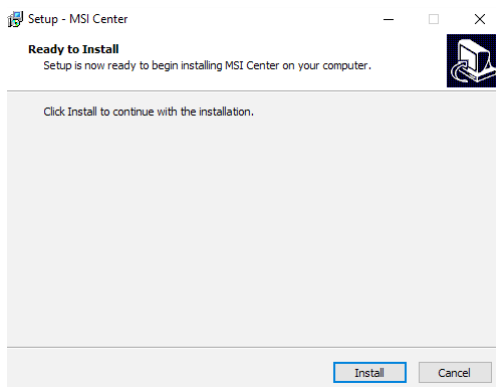 Setup - MSI Center
Ready to Install
Setup is now ready to begin installing MSI Center on your computer.
Click Install to continue with the installation.
Install
Cancel